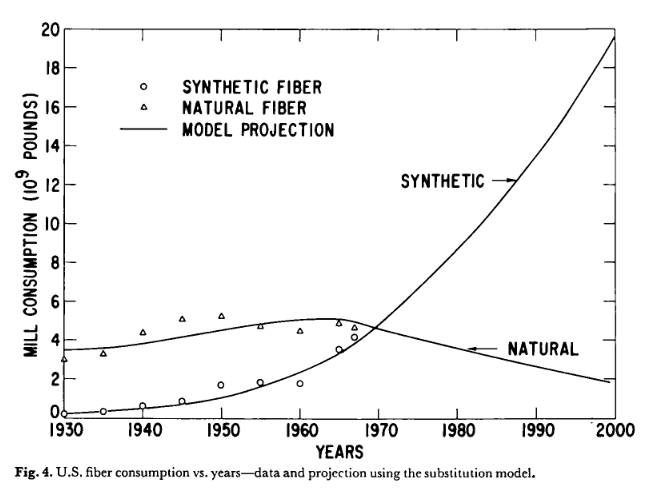 20
18
16
14
12
10
8
6
4
2
0
MILL CONSUMPTION (10⁹ POUNDS)
SYNTHETIC FIBER
NATURAL FIBER
MODEL PROJECTION
SYNTHETIC
NATURAL
1930 1940 1950 1960 1970 1980 1990 2000
YEARS
Fig. 4. U.S. fiber consumption vs. years—data and projection using the substitution model.